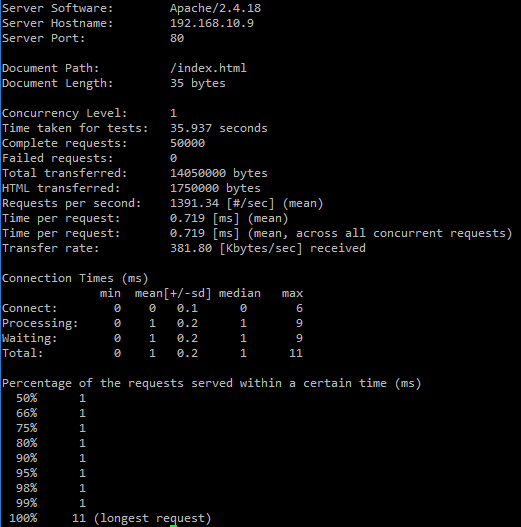 Server Software: Apache/2.4.18
Server Hostname: 192.168.10.9
Server Port: 80
Document Path: /index.html
Document Length: 35 bytes
Concurrency Level: 1
Time taken for tests: 35.937 seconds
Complete requests: 50000
Failed requests: 0
Total transferred: 14050000 bytes
HTML transferred: 1750000 bytes
Requests per second: 1391.34 [#/sec] (mean)
Time per request: 0.719 [ms] (mean)
Time per request: 0.719 [ms] (mean, across all concurrent requests)
Transfer rate: 381.80 [Kbytes/sec] received
Connection Times (ms)
min mean[+/-sd] median max
Connect: 0 0 0.1 0 6
Processing: 0 1 0.2 1 9
Waiting: 0 1 0.2 1 9
Total: 0 1 0.2 1 11
Percentage of the requests served within a certain time (ms)
50% 1
66% 1
75% 1
80% 1
90% 1
95% 1
98% 1
99% 1
100% 11 (longest request)